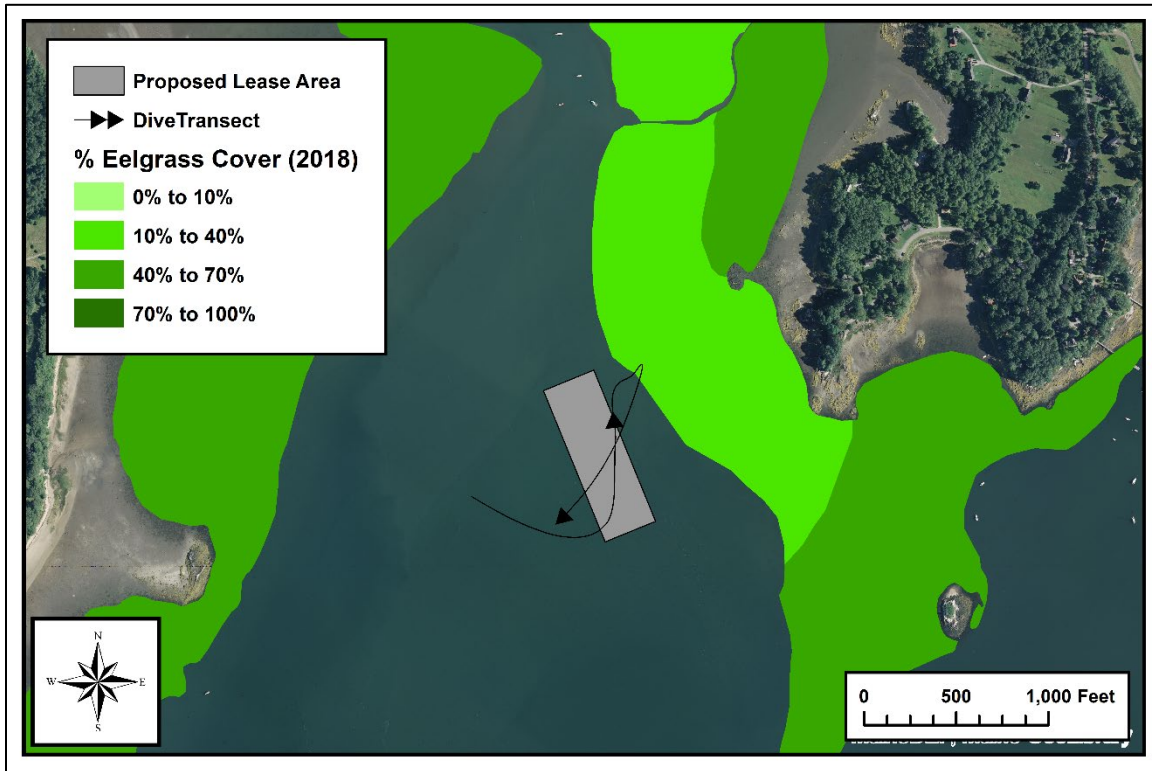 Proposed Lease Area
DiveTransect
% Eelgrass Cover (2018)
0% to 10%
10% to 40%
40% to 70%
70% to 100%
N
W
E
S
0
500
1,000 Feet